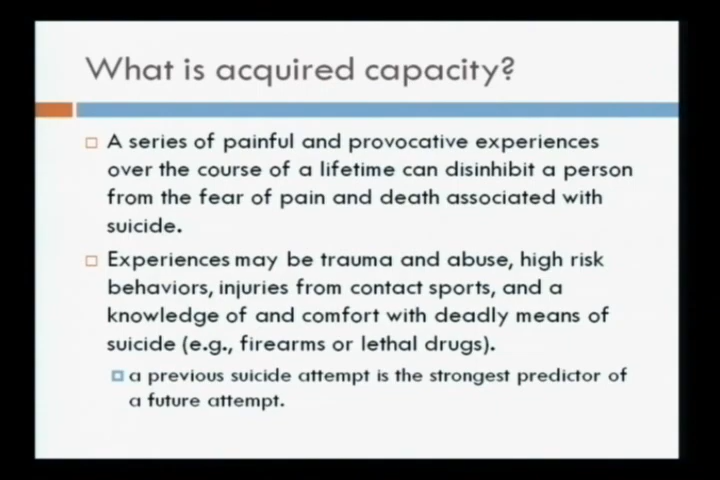 What is acquired capacity?
A series of painful and provocative experiences
over the course of a lifetime can disinhibit a person
from the fear of pain and death associated with
suicide.
Experiences may be trauma and abuse, high risk
behaviors, injuries from contact sports, and a
knowledge of and comfort with deadly means of
suicide (e.g., firearms or lethal drugs).
a previous suicide attempt is the strongest predictor of
a future attempt.